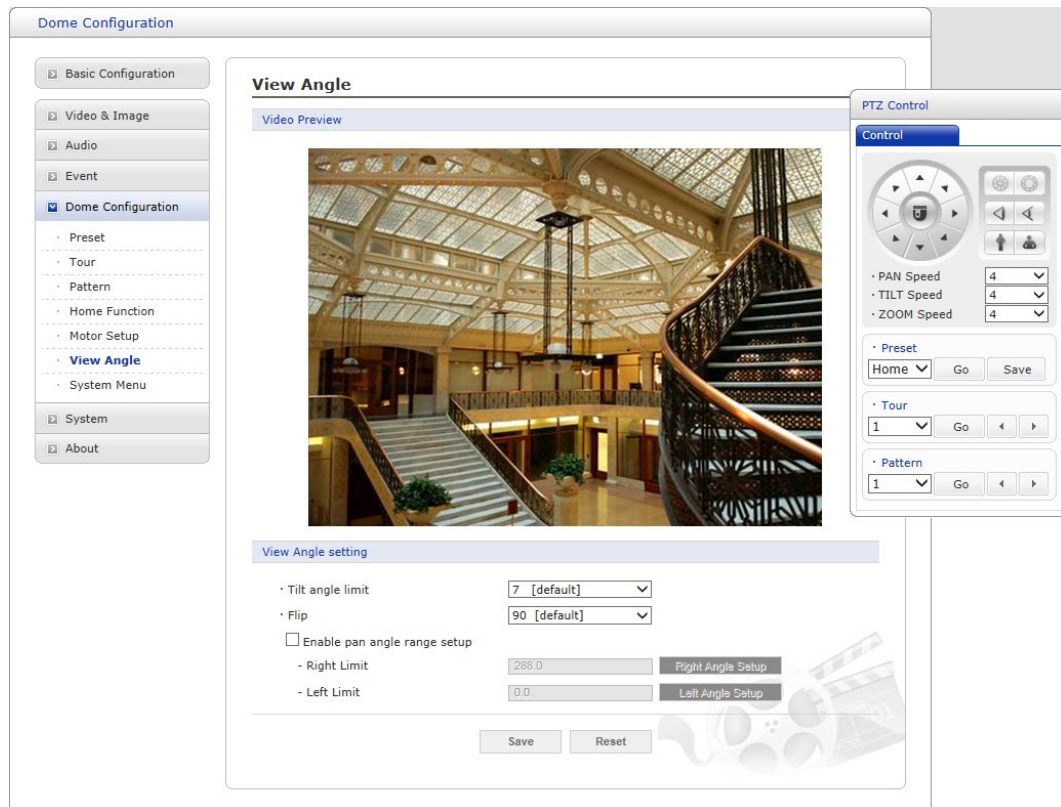 Dome Configuration
Basic Configuration
Video & Image
Audio
Event
Dome Configuration
· Preset
· Tour
· Pattern
· Home Function
· Motor Setup
· View Angle
· System Menu
System
About
View Angle
Video Preview
View Angle setting
· Tilt angle limit 7 [default]
· Flip 90 [default]
Enable pan angle range setup
- Right Limit 288.0 Right Angle Setup
- Left Limit 0.0 Left Angle Setup
Save Reset
PTZ Control
Control
· PAN Speed 4
· TILT Speed 4
· ZOOM Speed 4
· Preset
Home Go Save
· Tour
1 Go
· Pattern
1 Go